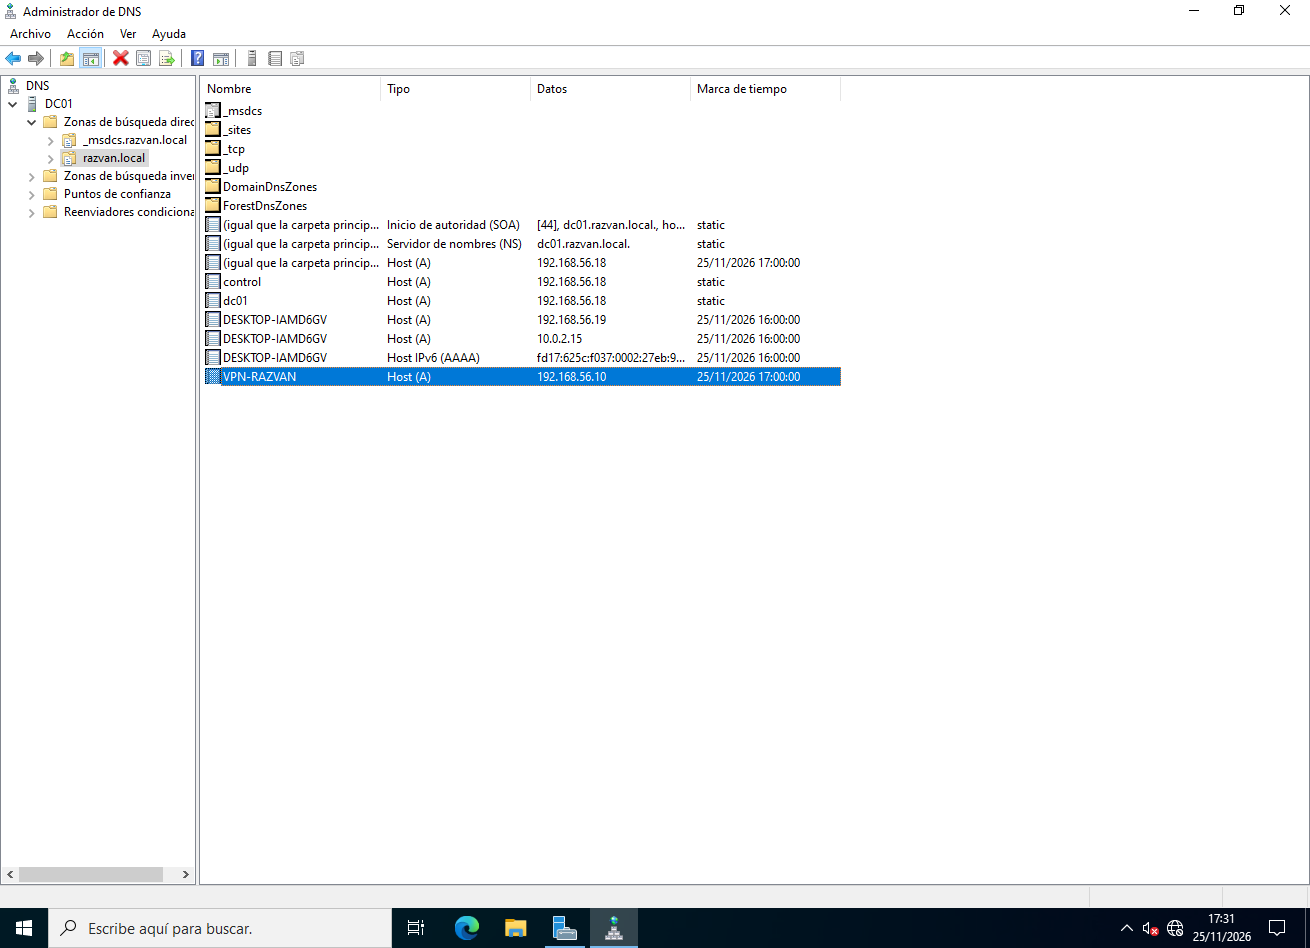 Administrador de DNS
Archivo Acción Ver Ayuda
DNS
DC01
Zonas de búsqueda direc
_msdcs.razvan.local
razvan.local
Zonas de búsqueda inver
Puntos de confianza
Reenviadores condiciona
Nombre Tipo Datos Marca de tiempo
_msdcs
_sites
_tcp
_udp
DomainDnsZones
ForestDnsZones
(igual que la carpeta princip... Inicio de autoridad (SOA) [44], dc01.razvan.local., ho... static
(igual que la carpeta princip... Servidor de nombres (NS) dc01.razvan.local. static
(igual que la carpeta princip... Host (A) 192.168.56.18 25/11/2026 17:00:00
control Host (A) 192.168.56.18 static
dc01 Host (A) 192.168.56.18 static
DESKTOP-IAMD6GV Host (A) 192.168.56.19 25/11/2026 16:00:00
DESKTOP-IAMD6GV Host (A) 10.0.2.15 25/11/2026 16:00:00
DESKTOP-IAMD6GV Host IPv6 (AAAA) fd17:625c:f037:0002:27eb:9... 25/11/2026 16:00:00
VPN-RAZVAN Host (A) 192.168.56.10 25/11/2026 17:00:00
Escribe aquí para buscar.
17:31
25/11/2026